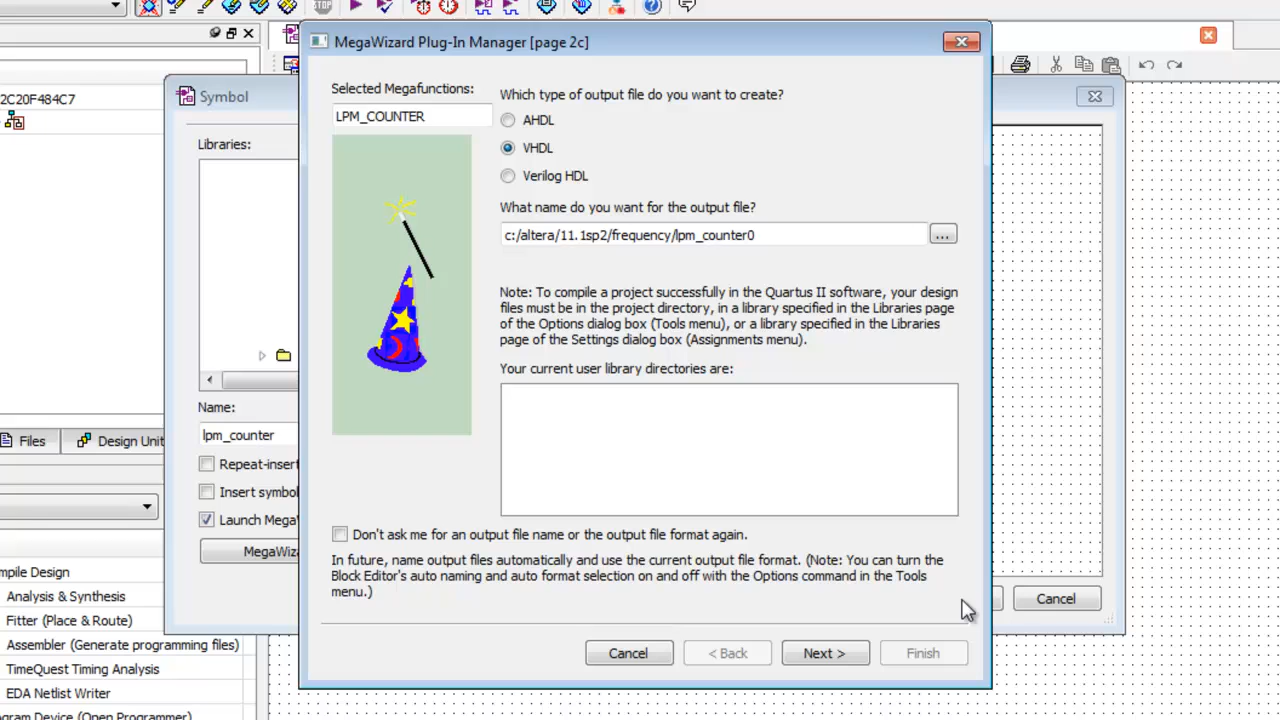 MegaWizard Plug-In Manager [page 2c]
Selected Megafunctions:
LPM_COUNTER
Which type of output file do you want to create?
AHDL
VHDL
Verilog HDL
What name do you want for the output file?
c:/altera/11.1sp2/frequency/lpm_counter0
...
Note: To compile a project successfully in the Quartus II software, your design
files must be in the project directory, in a library specified in the Libraries page
of the Options dialog box (Tools menu), or a library specified in the Libraries
page of the Settings dialog box (Assignments menu).
Your current user library directories are:
Don't ask me for an output file name or the output file format again.
In future, name output files automatically and use the current output file format. (Note: You can turn the
Block Editor's auto naming and auto format selection on and off with the Options command in the Tools
menu.)
Cancel
< Back
Next >
Finish
Symbol
Libraries:
Name:
lpm_counter
Repeat-insert
Insert symbol
Launch MegaW
MegaWiza
Cancel
STOP
2C20F484C7
Files
Design Unit
mpile Design
Analysis & Synthesis
Fitter (Place & Route)
Assembler (Generate programming files)
TimeQuest Timing Analysis
EDA Netlist Writer
ogram Device (Open Programmer)